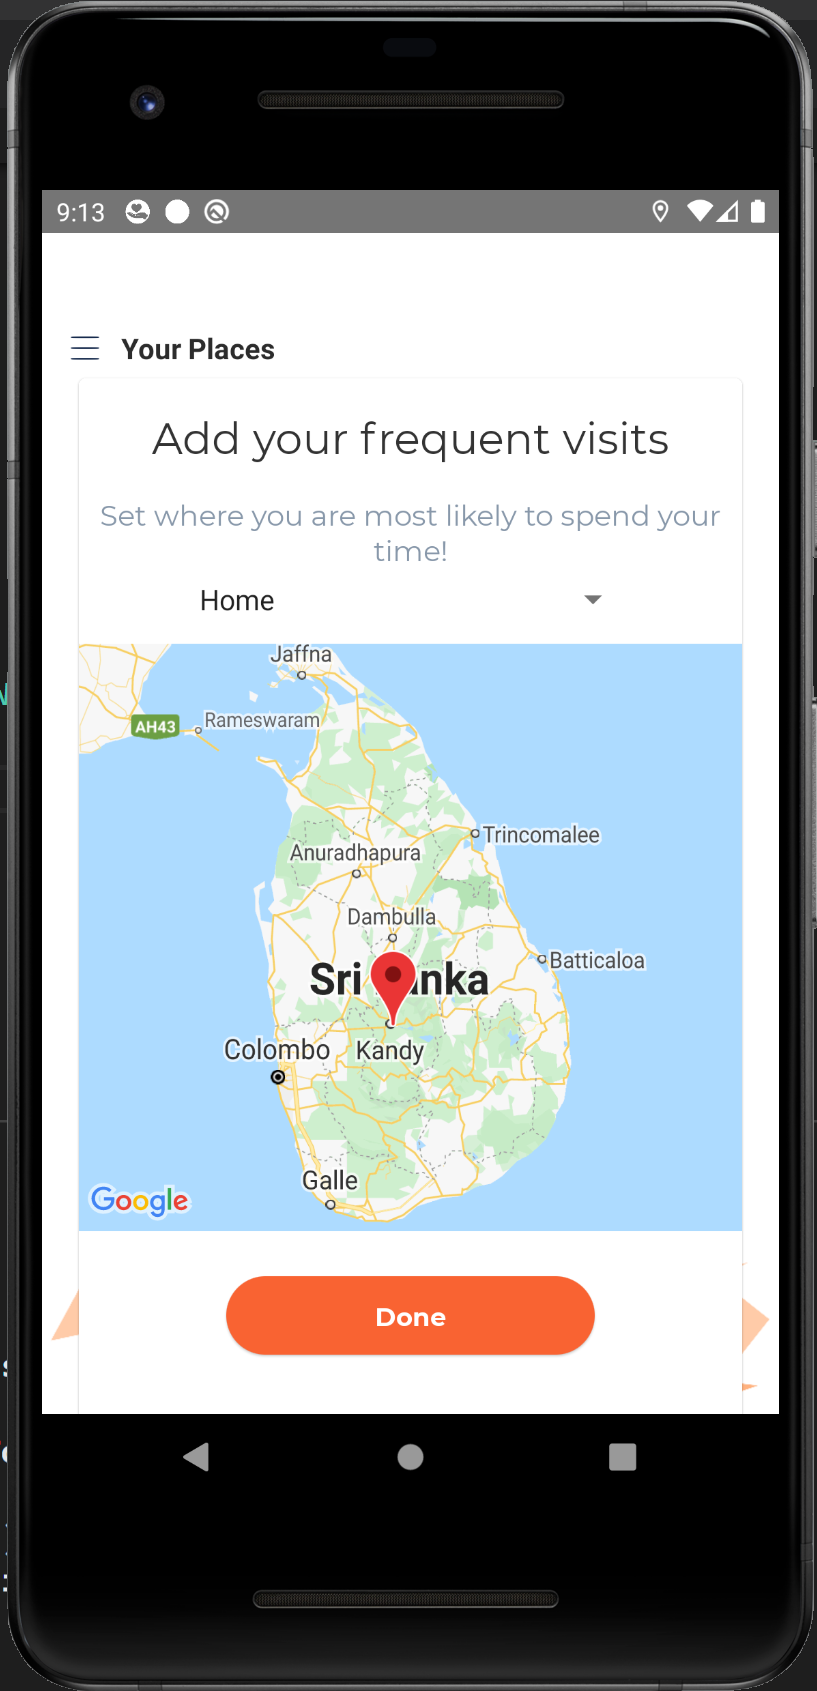 9:13
Your Places
Add your frequent visits
Set where you are most likely to spend your
time!
Home
Jaffna
AH43
Rameswaram
Trincomalee
Anuradhapura
Dambulla
Batticaloa
Sri nka
Colombo
Kandy
Galle
Google
Done